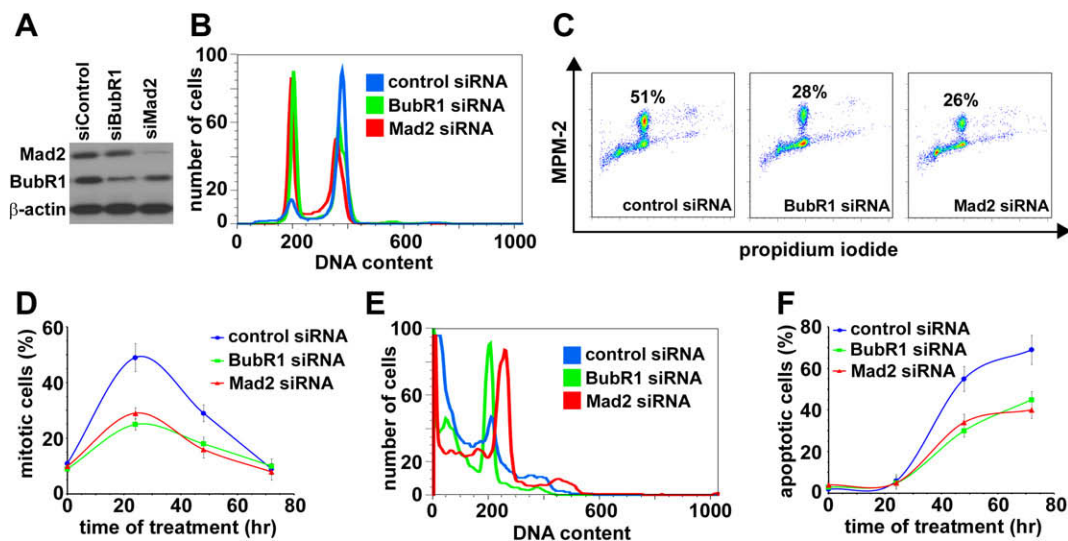 A
siControl
siBubR1
siMad2
Mad2
BubR1
β-actin
B
number of cells
100
80
60
40
20
0
0 200 600 1000
DNA content
control siRNA
BubR1 siRNA
Mad2 siRNA
C
MPM-2
51%
control siRNA
28%
BubR1 siRNA
26%
Mad2 siRNA
propidium iodide
D
mitotic cells (%)
60
40
20
0
0 20 40 60 80
time of treatment (hr)
control siRNA
BubR1 siRNA
Mad2 siRNA
E
number of cells
100
80
60
40
20
0
0 200 600 1000
DNA content
control siRNA
BubR1 siRNA
Mad2 siRNA
F
apoptotic cells (%)
80
60
40
20
0
0 20 40 60 80
time of treatment (hr)
control siRNA
BubR1 siRNA
Mad2 siRNA